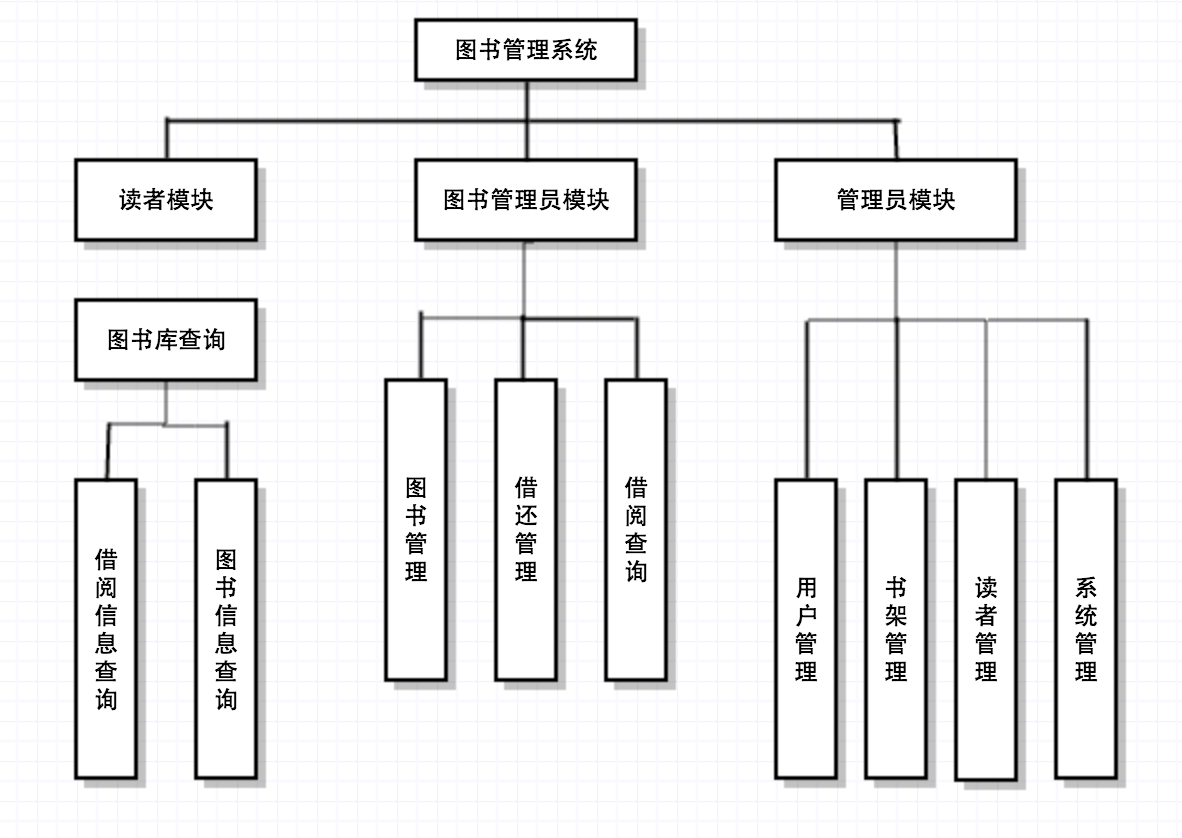 图书管理系统
读者模块
图书管理员模块
管理员模块
图书库查询
借阅信息查询
图书信息查询
图书管理
借还管理
借阅查询
用户管理
书架管理
读者管理
系统管理